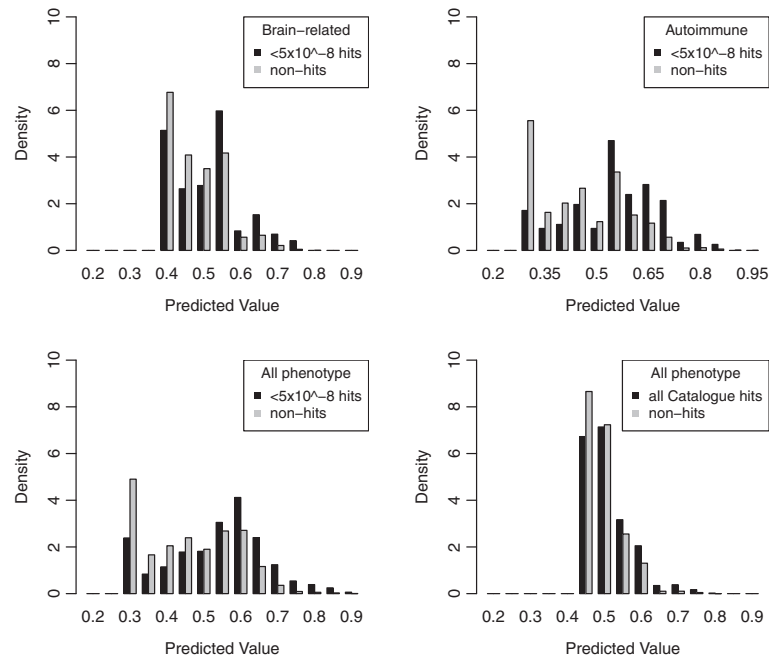 Brain−related
<5x10^−8 hits
non−hits
Density
0 2 4 6 8 10
0.2 0.3 0.4 0.5 0.6 0.7 0.8 0.9
Predicted Value
Autoimmune
<5x10^−8 hits
non−hits
Density
0 2 4 6 8 10
0.2 0.35 0.5 0.65 0.8 0.95
Predicted Value
All phenotype
<5x10^−8 hits
non−hits
Density
0 2 4 6 8 10
0.2 0.3 0.4 0.5 0.6 0.7 0.8 0.9
Predicted Value
All phenotype
all Catalogue hits
non−hits
Density
0 2 4 6 8 10
0.2 0.3 0.4 0.5 0.6 0.7 0.8 0.9
Predicted Value